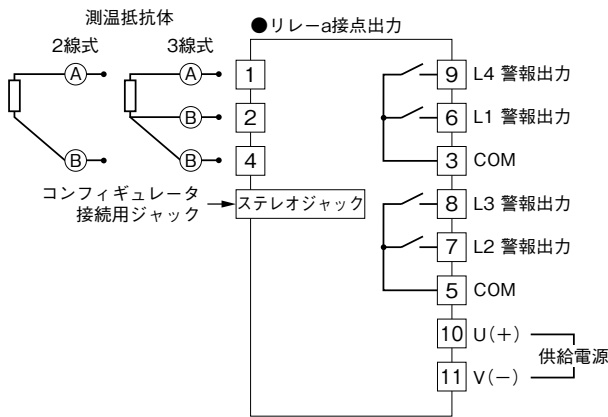 測温抵抗体
2線式 3線式
A
B
A
B
B
コンフィギュレータ
接続用ジャック
●リレーa接点出力
1
2
4
ステレオジャック
9 L4 警報出力
6 L1 警報出力
3 COM
8 L3 警報出力
7 L2 警報出力
5 COM
10 U(+)
11 V(−)
供給電源